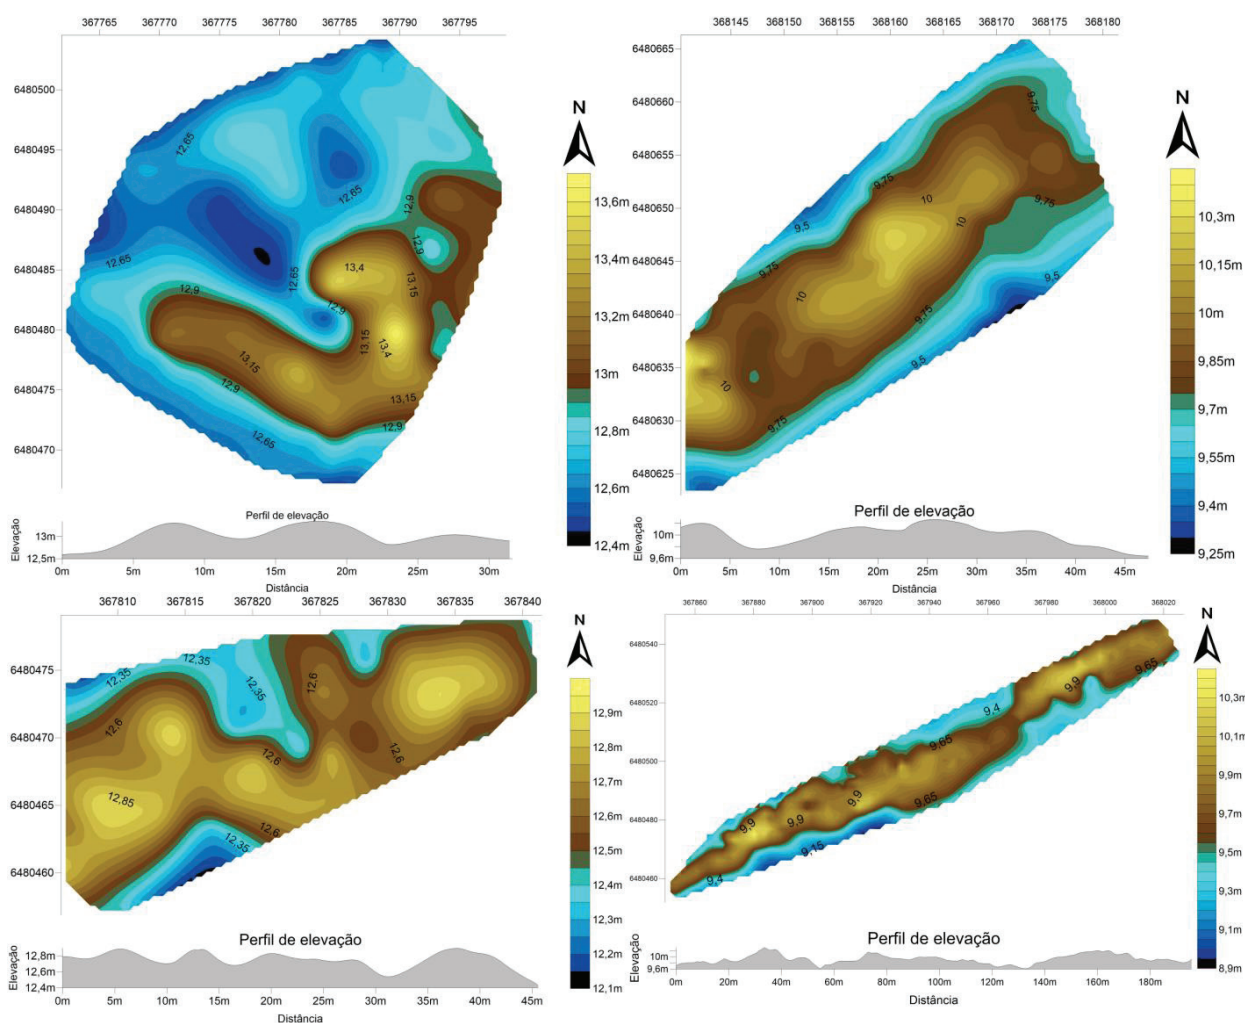 367765 367770 367775 367780 367785 367790 367795
6480500
6480495
6480490
6480485
6480480
6480475
6480470
12,65
12,65
12,65
12,65
12,65
12,9
12,9
12,9
12,9
12,9
12,9
13,4
13,15
13,15
13,4
13,15
13,15
N
13,6m
13,4m
13,2m
13m
12,8m
12,6m
12,4m
Perfil de elevação
Elevação
13m
12,5m
0m 5m 10m 15m 20m 25m 30m
Distância
368145 368150 368155 368160 368165 368170 368175 368180
6480665
6480660
6480655
6480650
6480645
6480640
6480635
6480630
6480625
9,75
9,75
10
10
9,75
9,5
9,75
9,5
10
9,75
9,5
10
9,75
N
10,3m
10,15m
10m
9,85m
9,7m
9,55m
9,4m
9,25m
Perfil de elevação
Elevação
10m
9,6m
0m 5m 10m 15m 20m 25m 30m 35m 40m 45m
Distância
367810 367815 367820 367825 367830 367835 367840
6480475
6480470
6480465
6480460
12,35
12,35
12,35
12,6
12,6
12,6
12,6
12,85
12,6
12,35
N
12,9m
12,8m
12,7m
12,6m
12,5m
12,4m
12,3m
12,2m
12,1m
Perfil de elevação
Elevação
12,8m
12,6m
12,4m
0m 5m 10m 15m 20m 25m 30m 35m 40m 45m
Distância
367860 367880 367900 367920 367940 367960 367980 368000 368020
6480540
6480520
6480500
6480480
6480460
9,65
9,9
9,4
9,65
9,9
9,65
9,9
9,9
9,15
9,4
N
10,3m
10,1m
9,9m
9,7m
9,5m
9,3m
9,1m
8,9m
Perfil de elevação
Elevação
10m
9,6m
0m 20m 40m 60m 80m 100m 120m 140m 160m 180m
Distância